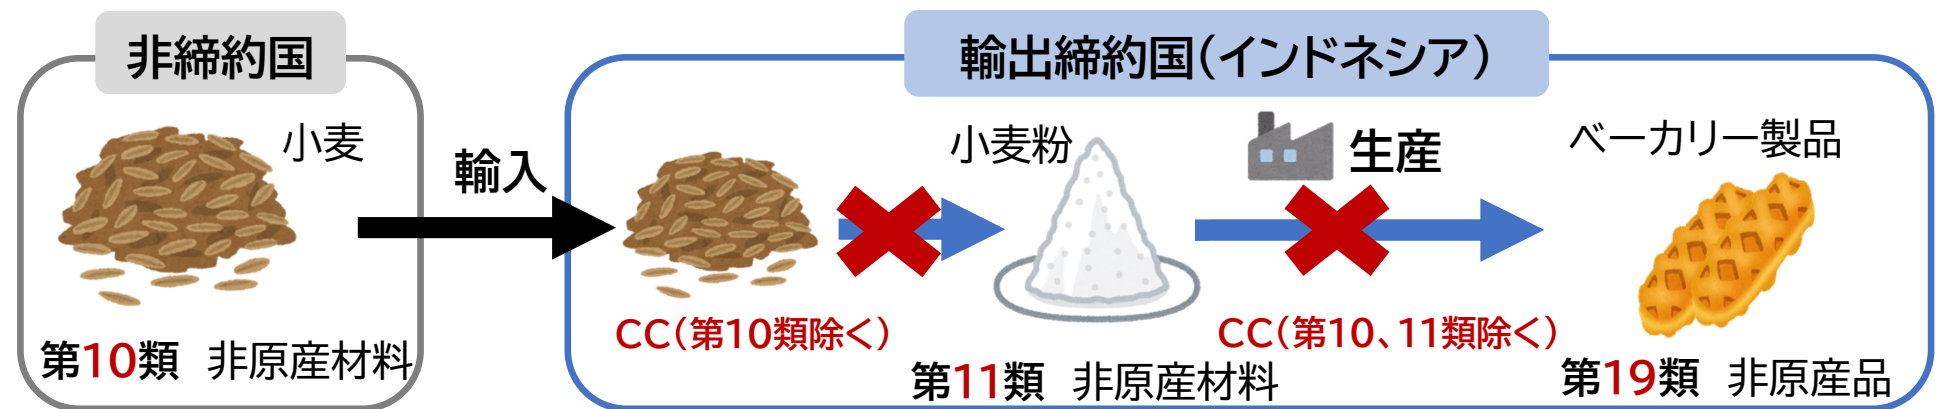 非締約国
小麦
第10類 非原産材料
輸入
輸出締約国(インドネシア)
小麦粉
生産
ベーカリー製品
CC(第10類除く)
CC(第10、11類除く)
第11類 非原産材料
第19類 非原産品